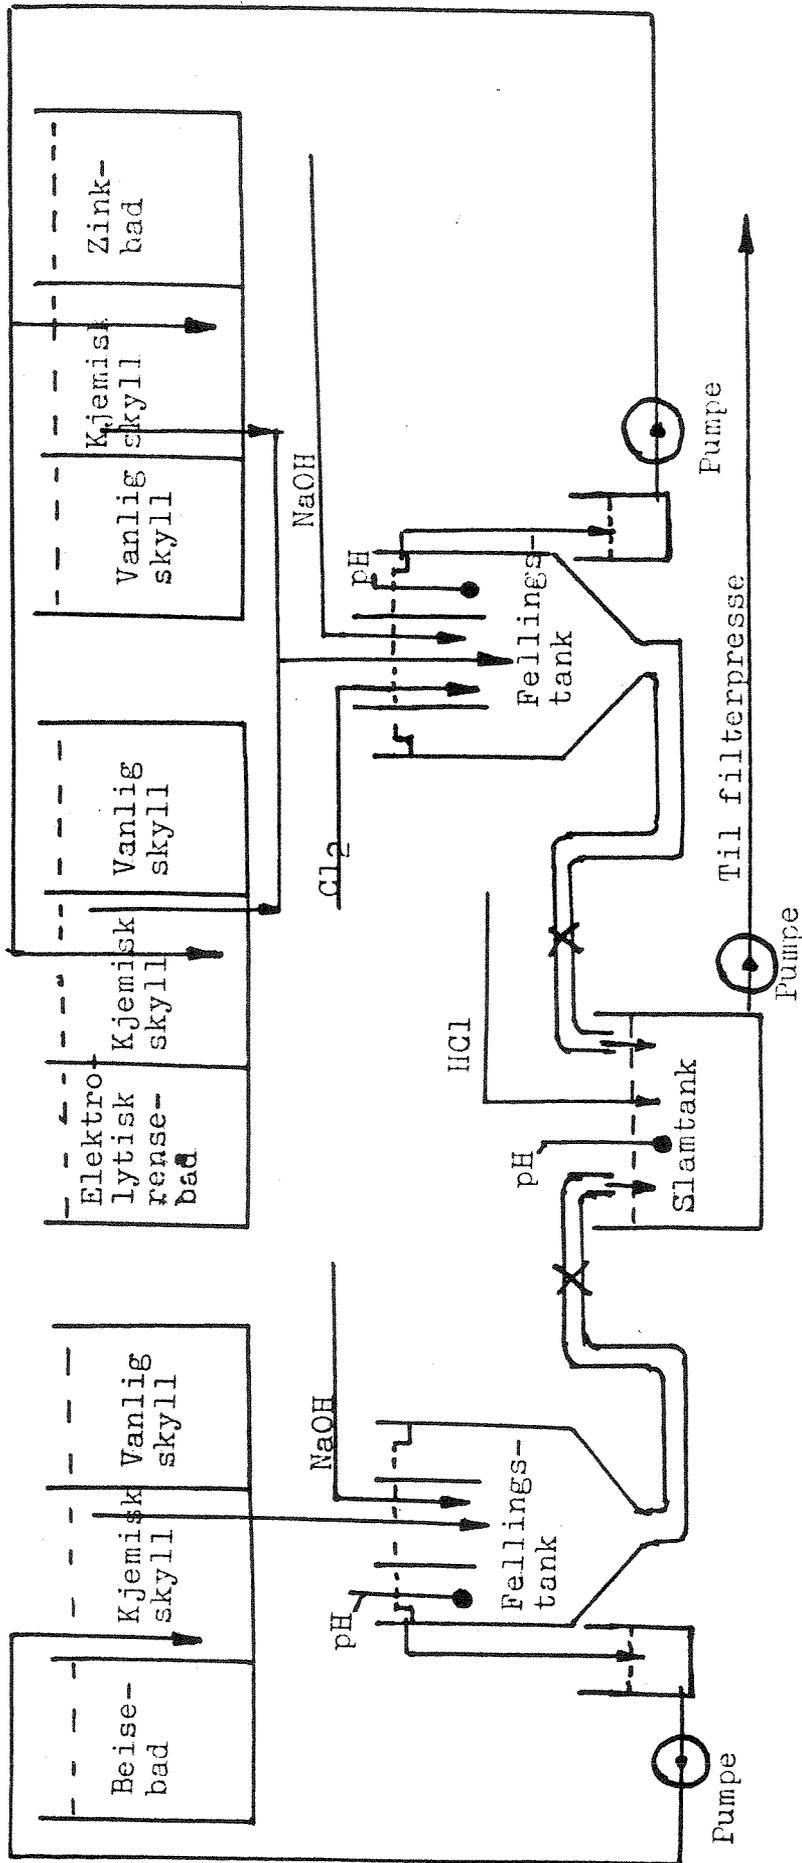 Beise-
bad
Kjemisk
skyll
Vanlig
skyll
Elektro-
lytisk
rense-
bad
Kjemisk
skyll
Vanlig
skyll
Vanlig
skyll
Kjemisk
skyll
Zink-
bad
pH
NaOH
Fellings-
tank
Pumpe
pH
HCl
Slamtank
Pumpe
Til filterpresse
Cl2
NaOH
pH
Fellings-
tank
Pumpe